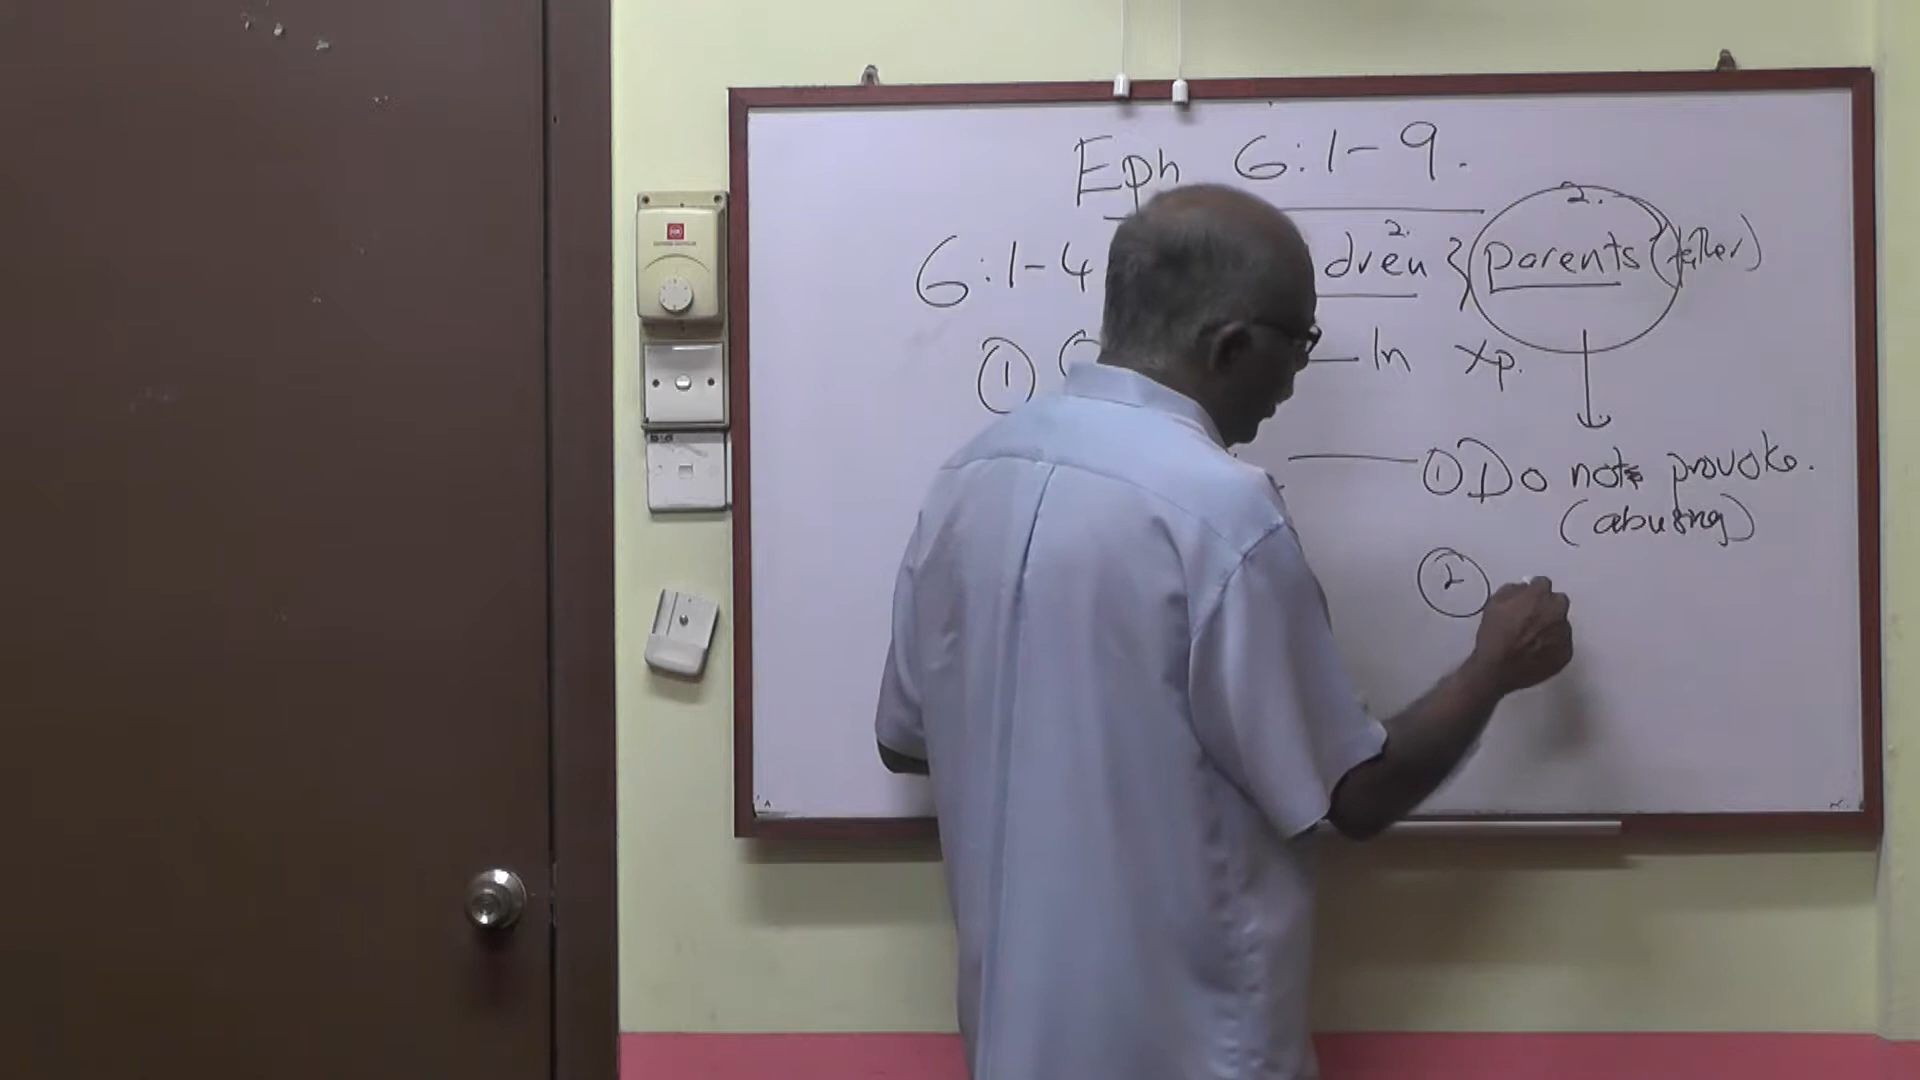 Eph 6:1-9.
2.
6:1-4 dren 2. { parents (father)
① In Xp.
① Do not provoke.
(abusing)
②